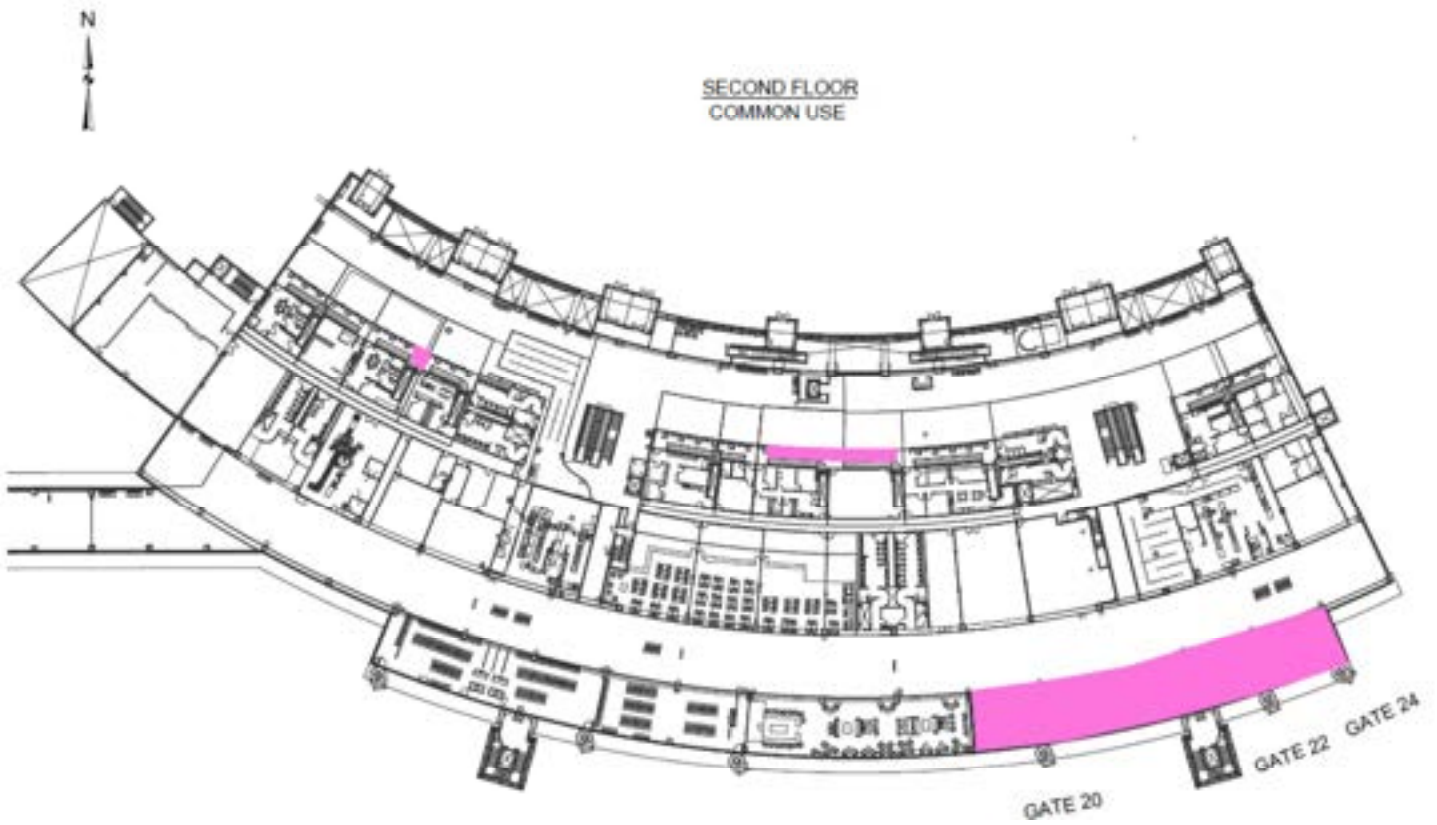 N
SECOND FLOOR
COMMON USE
GATE 24
GATE 22
GATE 20